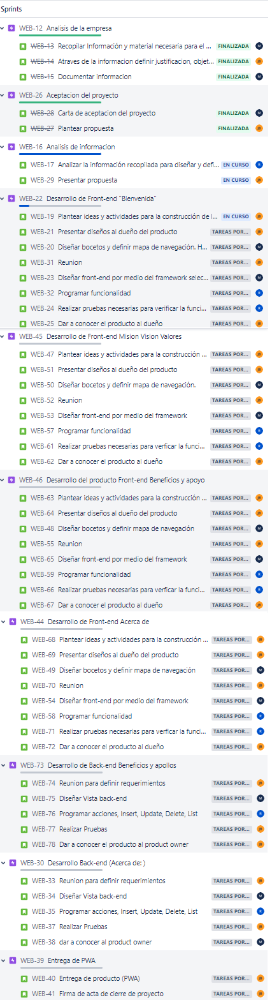 Sprints
WEB-12 Analisis de la empresa
WEB-13 Recopilar Información y material necesaria para el ... FINALIZADA M
WEB-14 Atraves de la informacion definir justificacion, objet... FINALIZADA JR
WEB-15 Documentar informacion FINALIZADA M
WEB-26 Aceptacion del proyecto
WEB-28 Carta de aceptacion del proyecto FINALIZADA M
WEB-27 Plantear propuesta FINALIZADA JR
WEB-16 Analisis de informacion
WEB-17 Analizar la información recopilada para diseñar y defi... EN CURSO R
WEB-29 Presentar propuesta EN CURSO JR
WEB-22 Desarrollo de Front-end "Bienvenida"
WEB-19 Plantear ideas y actividades para la construcción de l... EN CURSO JR
WEB-21 Presentar diseños al dueño del producto TAREAS POR... JR
WEB-20 Diseñar bocetos y definir mapa de navegación. H... TAREAS POR... M
WEB-31 Reunion TAREAS POR... JR
WEB-23 Diseñar front-end por medio del framework selec... TAREAS POR... M
WEB-32 Programar funcionalidad TAREAS POR... R
WEB-24 Realizar pruebas necesarias para verificar la funci... TAREAS POR... R
WEB-25 Dar a conocer el producto al dueño TAREAS POR... JR
WEB-45 Desarrollo de Front-end Mision Vision Valores
WEB-47 Plantear ideas y actividades para la construcción ... TAREAS POR... JR
WEB-51 Presentar diseños al dueño del producto TAREAS POR... JR
WEB-50 Diseñar bocetos y definir mapa de navegación. TAREAS POR... M
WEB-52 Reunion TAREAS POR... JR
WEB-53 Diseñar front-end por medio del framework TAREAS POR... M
WEB-57 Programar funcionalidad TAREAS POR... R
WEB-61 Realizar pruebas necesarias para verficar la funci... TAREAS POR... R
WEB-62 Dar a conocer el producto al dueño TAREAS POR... JR
WEB-46 Desarrollo del producto Front-end Beneficios y apoyo
WEB-63 Plantear ideas y actividades para la construcción ... TAREAS POR... JR
WEB-64 Presentar diseños al dueño del producto TAREAS POR... JR
WEB-48 Diseñar bocetos y definir mapa de navegación TAREAS POR... M
WEB-55 Reunion TAREAS POR... JR
WEB-65 Diseñar front-end por medio del framework TAREAS POR... M
WEB-59 Programar funcionalidad TAREAS POR... R
WEB-66 Realizar pruebas necesarias para verficar la funci... TAREAS POR... R
WEB-67 Dar a conocer el producto al dueño TAREAS POR... JR
WEB-44 Desarrollo de Front-end Acerca de
WEB-68 Plantear ideas y actividades para la construcción ... TAREAS POR... JR
WEB-69 Presentar diseños al dueño del producto TAREAS POR... JR
WEB-49 Diseñar bocetos y definir mapa de navegación TAREAS POR... M
WEB-70 Reunion TAREAS POR... JR
WEB-54 Diseñar front-end por medio del framework TAREAS POR... M
WEB-58 Programar funcionalidad TAREAS POR... R
WEB-71 Realizar pruebas necesarias para verficar la funci... TAREAS POR... R
WEB-72 Dar a conocer el producto al dueño TAREAS POR... JR
WEB-73 Desarrollo de Back-end Beneficios y apollos
WEB-74 Reunion para definir requerimientos TAREAS POR... JR
WEB-75 Diseñar Vista back-end TAREAS POR... M
WEB-76 Programar acciones, Insert, Update, Delete, List TAREAS POR... R
WEB-77 Realizar Pruebas TAREAS POR... JR
WEB-78 Dar a conocer el producto al product owner TAREAS POR... M
WEB-30 Desarrollo Back-end (Acerca de: )
WEB-33 Reunion para definir requerimientos TAREAS POR... JR
WEB-34 Diseñar Vista back-end TAREAS POR... M
WEB-35 Programar acciones, Insert, Update, Delete, List TAREAS POR... R
WEB-37 Realizar Pruebas TAREAS POR... JR
WEB-38 dar a conocer al product owner TAREAS POR... M
WEB-39 Entrega de PWA
WEB-40 Entrega de producto (PWA) TAREAS POR... JR
WEB-41 Firma de acta de cierre de proyecto TAREAS POR... JR